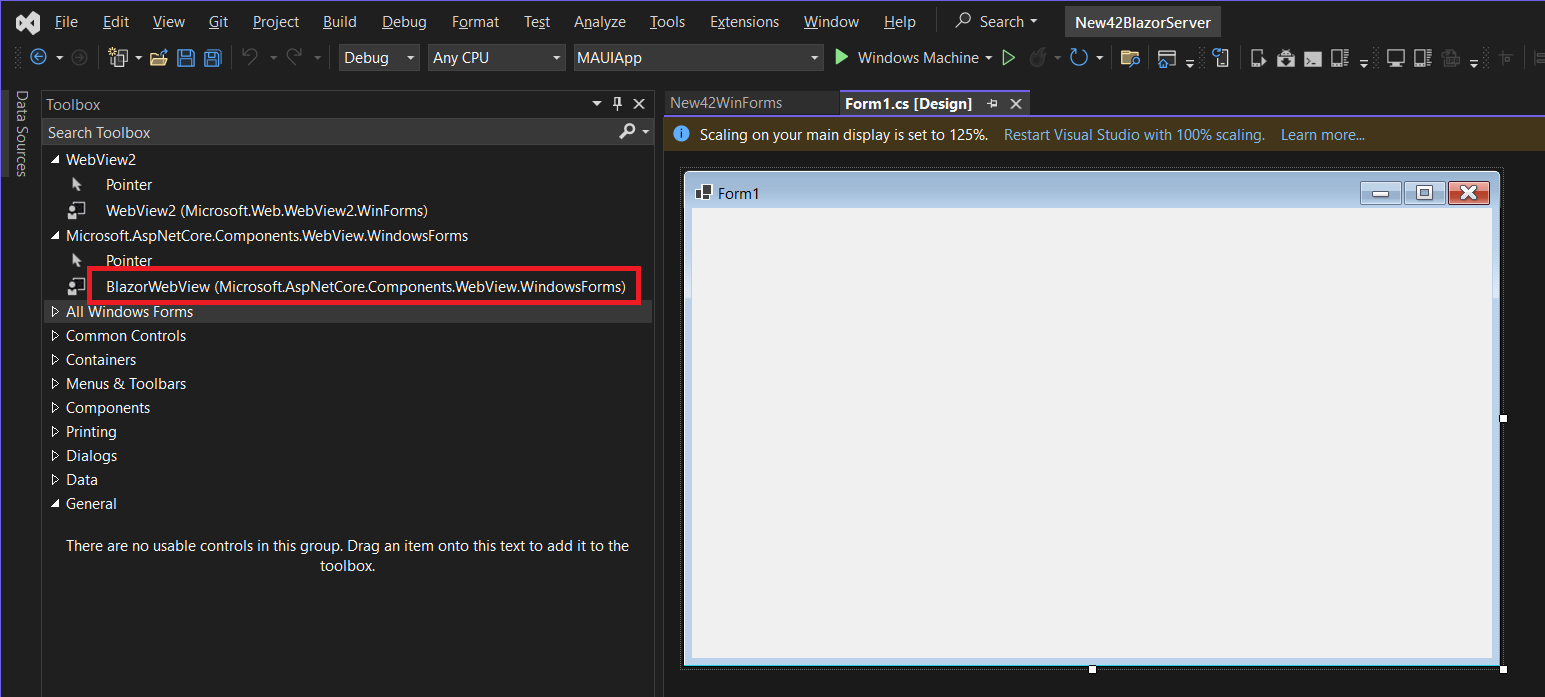 File Edit View Git Project Build Debug Format Test Analyze Tools Extensions Window Help Search New42BlazorServer
Debug Any CPU MAUIApp Windows Machine
Data Sources
Toolbox
Search Toolbox
WebView2
Pointer
WebView2 (Microsoft.Web.WebView2.WinForms)
Microsoft.AspNetCore.Components.WebView.WindowsForms
Pointer
BlazorWebView (Microsoft.AspNetCore.Components.WebView.WindowsForms)
All Windows Forms
Common Controls
Containers
Menus & Toolbars
Components
Printing
Dialogs
Data
General
There are no usable controls in this group. Drag an item onto this text to add it to the
toolbox.
New42WinForms Form1.cs [Design]
Scaling on your main display is set to 125%. Restart Visual Studio with 100% scaling. Learn more...
Form1